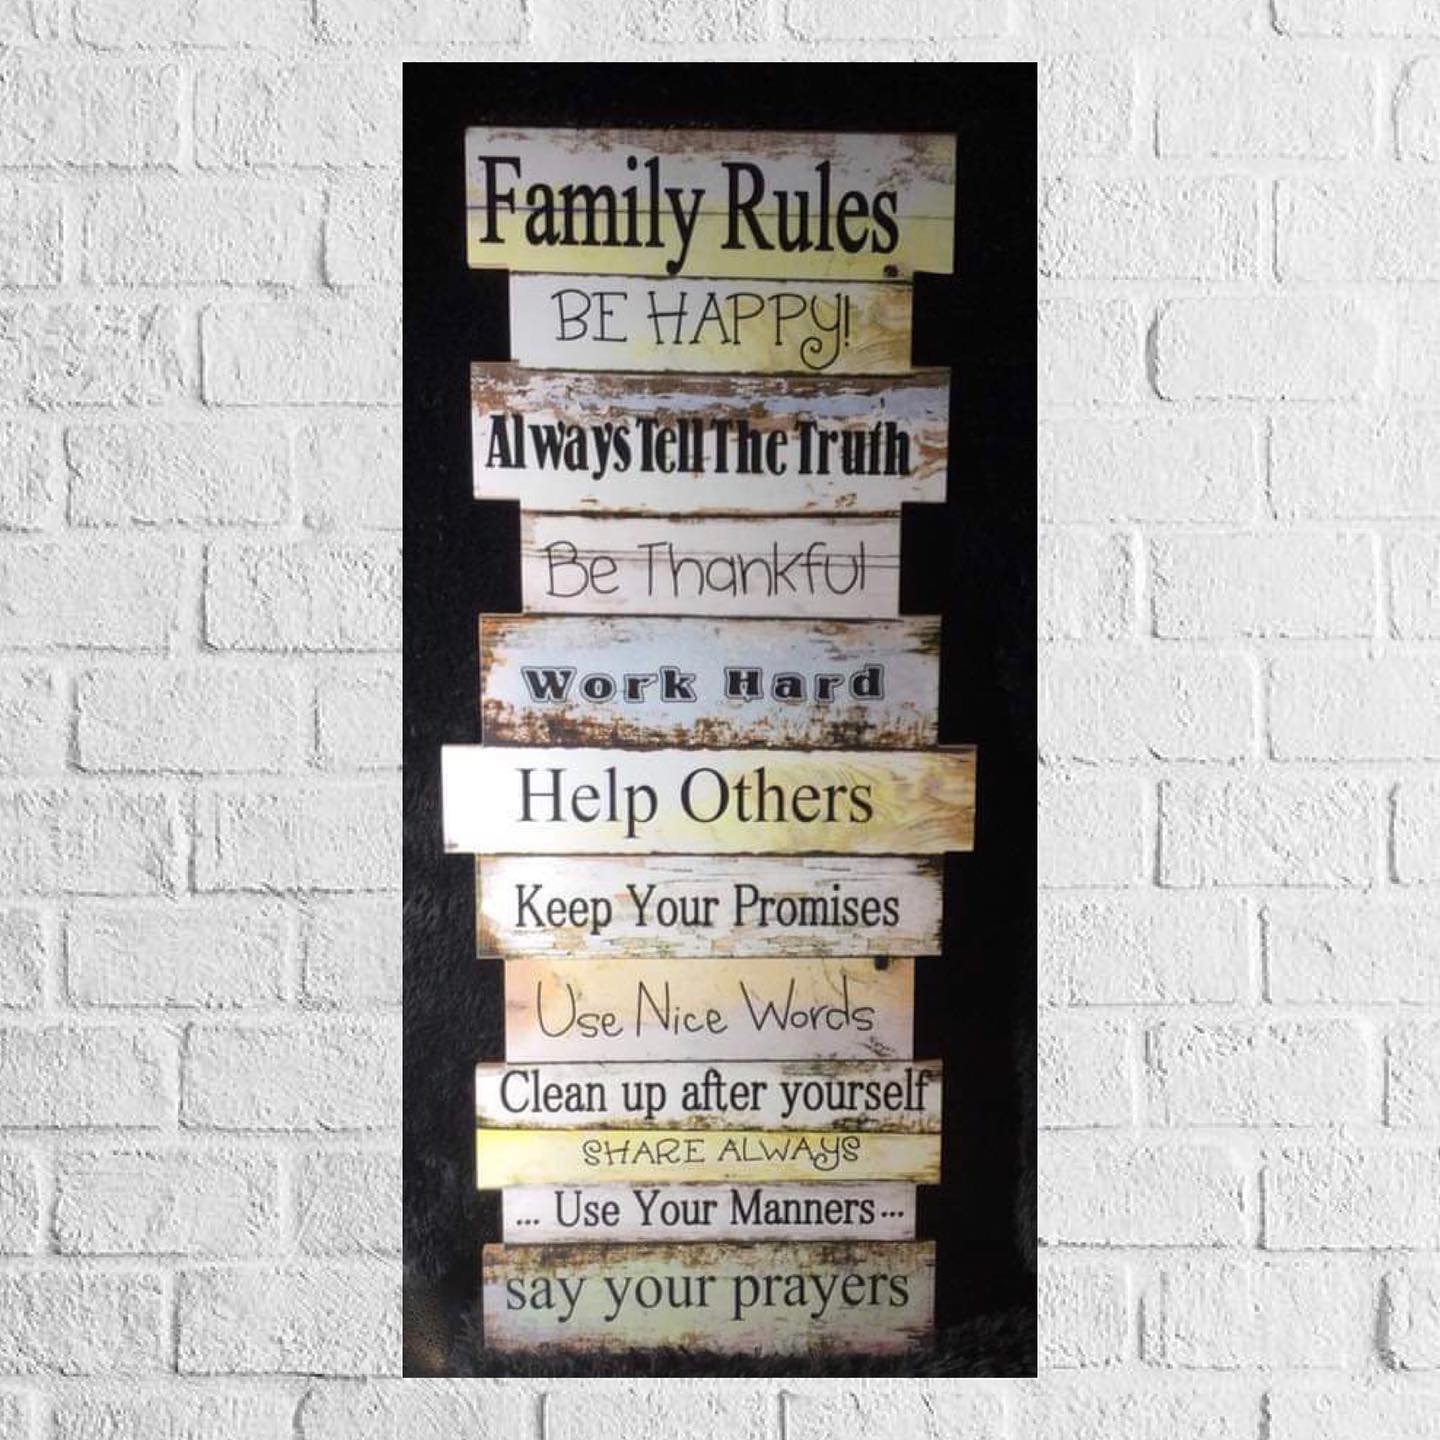 Family Rules
BE HAPPY!
Always Tell The Truth
Be Thankful
Work Hard
Help Others
Keep Your Promises
Use Nice Words
Clean up after yourself
SHARE ALWAYS
... Use Your Manners ...
say your prayers